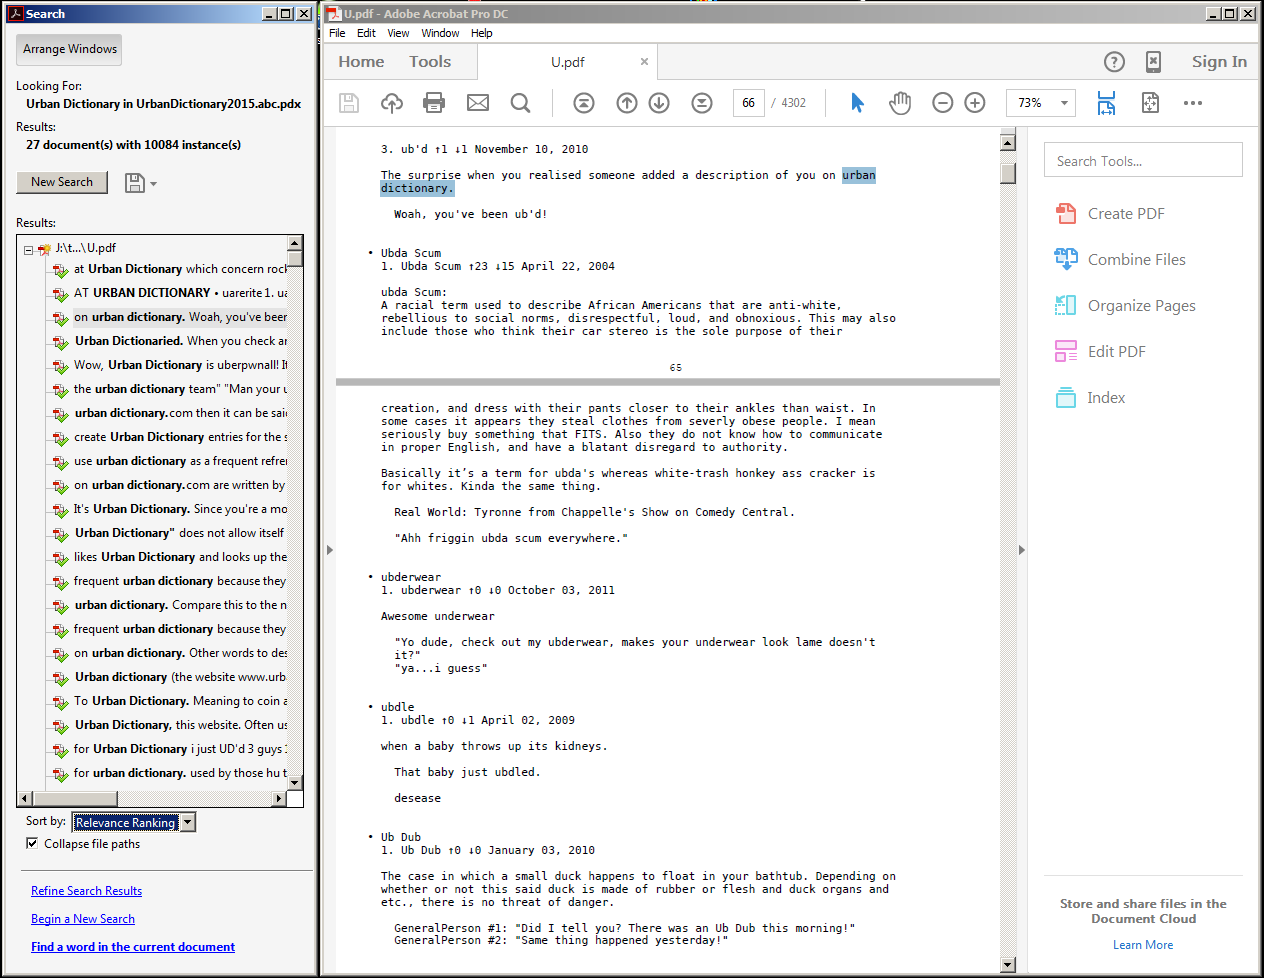 Search
Arrange Windows
Looking For:
Urban Dictionary in UrbanDictionary2015.abc.pdx
Results:
27 document(s) with 10084 instance(s)
New Search
Results:
J:\t...\U.pdf
at Urban Dictionary which concern rock
AT URBAN DICTIONARY • uarerite 1. ua
on urban dictionary. Woah, you've been
Urban Dictionaried. When you check an
Wow, Urban Dictionary is uberpwnall! It
the urban dictionary team" "Man your u
urban dictionary.com then it can be said
create Urban Dictionary entries for the s
use urban dictionary as a frequent refre
on urban dictionary.com are written by
It's Urban Dictionary. Since you're a mo
Urban Dictionary" does not allow itself
likes Urban Dictionary and looks up the
frequent urban dictionary because they
urban dictionary. Compare this to the n
frequent urban dictionary because they
on urban dictionary. Other words to des
Urban dictionary (the website www.urb
To Urban Dictionary. Meaning to coin a
Urban Dictionary, this website. Often us
for Urban Dictionary i just UD'd 3 guys
for urban dictionary. used by those hu t
Sort by: Relevance Ranking
Collapse file paths
Refine Search Results
Begin a New Search
Find a word in the current document
U.pdf - Adobe Acrobat Pro DC
File Edit View Window Help
Home Tools U.pdf × ? Sign In
66 / 4302 73%
3. ub'd ↑1 ↓1 November 10, 2010
The surprise when you realised someone added a description of you on urban
dictionary.
Woah, you've been ub'd!
• Ubda Scum
1. Ubda Scum ↑23 ↓15 April 22, 2004
ubda Scum:
A racial term used to describe African Americans that are anti-white,
rebellious to social norms, disrespectful, loud, and obnoxious. This may also
include those who think their car stereo is the sole purpose of their
65
creation, and dress with their pants closer to their ankles than waist. In
some cases it appears they steal clothes from severly obese people. I mean
seriously buy something that FITS. Also they do not know how to communicate
in proper English, and have a blatant disregard to authority.
Basically it's a term for ubda's whereas white-trash honkey ass cracker is
for whites. Kinda the same thing.
Real World: Tyronne from Chappelle's Show on Comedy Central.
"Ahh friggin ubda scum everywhere."
• ubderwear
1. ubderwear ↑0 ↓0 October 03, 2011
Awesome underwear
"Yo dude, check out my ubderwear, makes your underwear look lame doesn't
it?"
"ya...i guess"
• ubdle
1. ubdle ↑0 ↓1 April 02, 2009
when a baby throws up its kidneys.
That baby just ubdled.
desease
• Ub Dub
1. Ub Dub ↑0 ↓0 January 03, 2010
The case in which a small duck happens to float in your bathtub. Depending on
whether or not this said duck is made of rubber or flesh and duck organs and
etc., there is no threat of danger.
GeneralPerson #1: "Did I tell you? There was an Ub Dub this morning!"
GeneralPerson #2: "Same thing happened yesterday!"
Search Tools...
Create PDF
Combine Files
Organize Pages
Edit PDF
Index
Store and share files in the
Document Cloud
Learn More